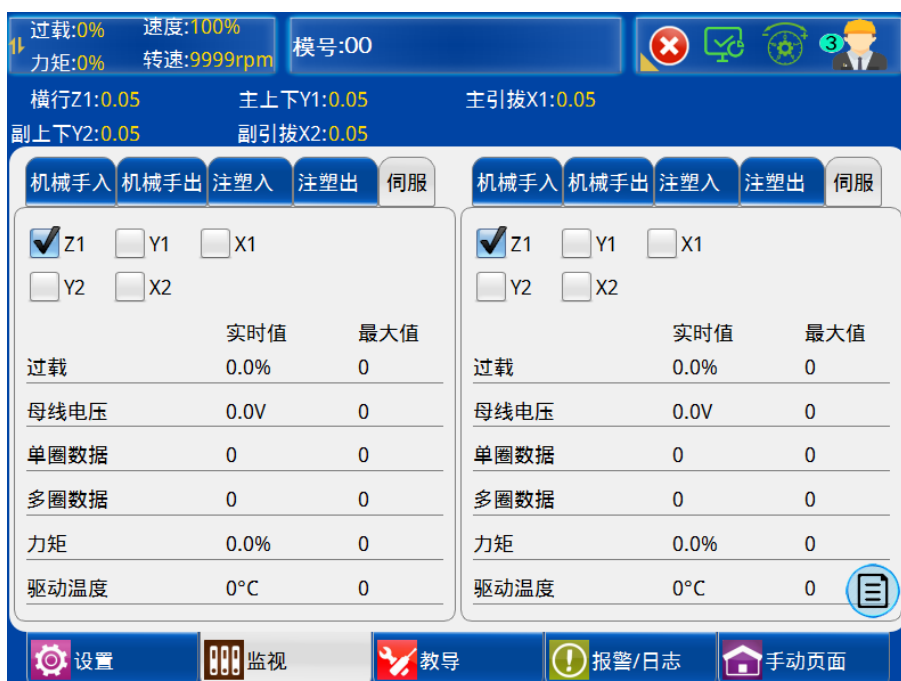 过载:0% 速度:100%
模号:00
力矩:0% 转速:9999rpm
3
横行Z1:0.05 主上下Y1:0.05 主引拔X1:0.05
副上下Y2:0.05 副引拔X2:0.05
机械手入 机械手出 注塑入 注塑出 伺服 机械手入 机械手出 注塑入 注塑出 伺服
Z1 Y1 X1 Z1 Y1 X1
Y2 X2 Y2 X2
实时值 最大值 实时值 最大值
过载 0.0% 0 过载 0.0% 0
母线电压 0.0V 0 母线电压 0.0V 0
单圈数据 0 0 单圈数据 0 0
多圈数据 0 0 多圈数据 0 0
力矩 0.0% 0 力矩 0.0% 0
驱动温度 0°C 0 驱动温度 0°C 0
设置 监视 教导 报警/日志 手动页面